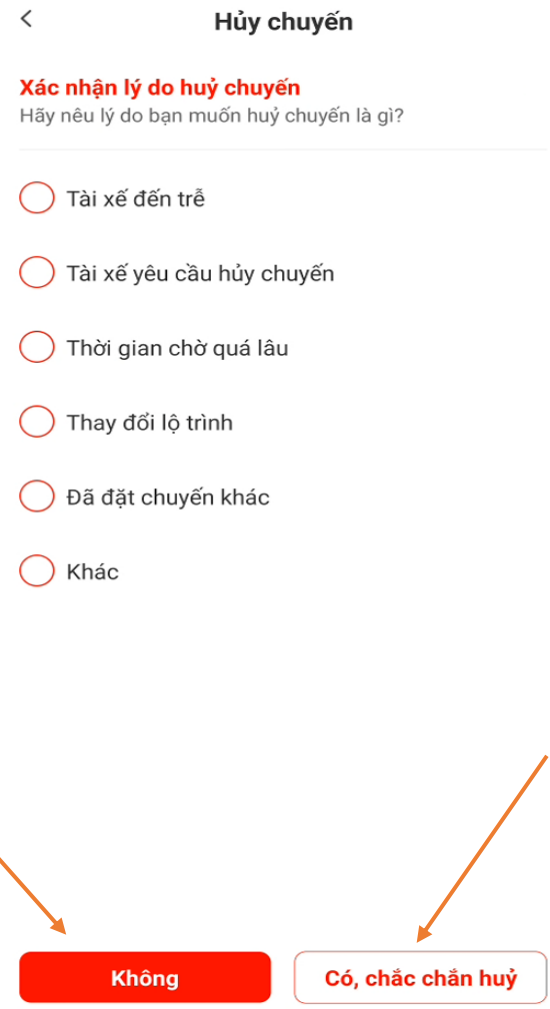 Hủy chuyến
Xác nhận lý do huỷ chuyến
Hãy nêu lý do bạn muốn huỷ chuyến là gì?
Tài xế đến trễ
Tài xế yêu cầu hủy chuyến
Thời gian chờ quá lâu
Thay đổi lộ trình
Đã đặt chuyến khác
Khác
Không
Có, chắc chắn huỷ